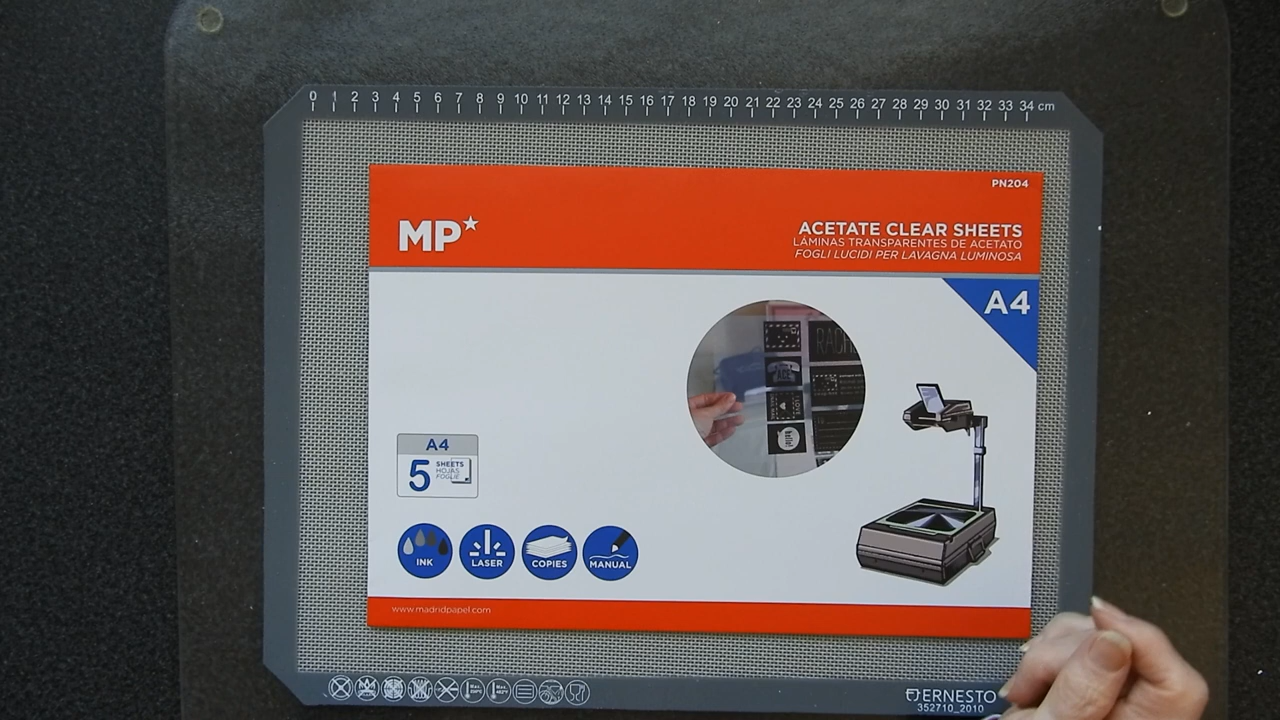 0 1 2 3 4 5 6 7 8 9 10 11 12 13 14 15 16 17 18 19 20 21 22 23 24 25 26 27 28 29 30 31 32 33 34 cm
PN204
MP
ACETATE CLEAR SHEETS
LÁMINAS TRANSPARENTES DE ACETATO
FOGLI LUCIDI PER LAVAGNA LUMINOSA
A4
A4
5 SHEETS
HOJAS
FOGLIE
INK
LASER
COPIES
MANUAL
www.madridpapel.com
ERNESTO
352710_2010